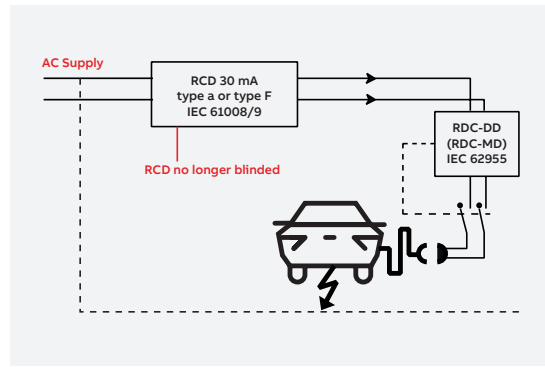 AC Supply
RCD 30 mA
type a or type F
IEC 61008/9
RCD no longer blinded
RDC-DD
(RDC-MD)
IEC 62955